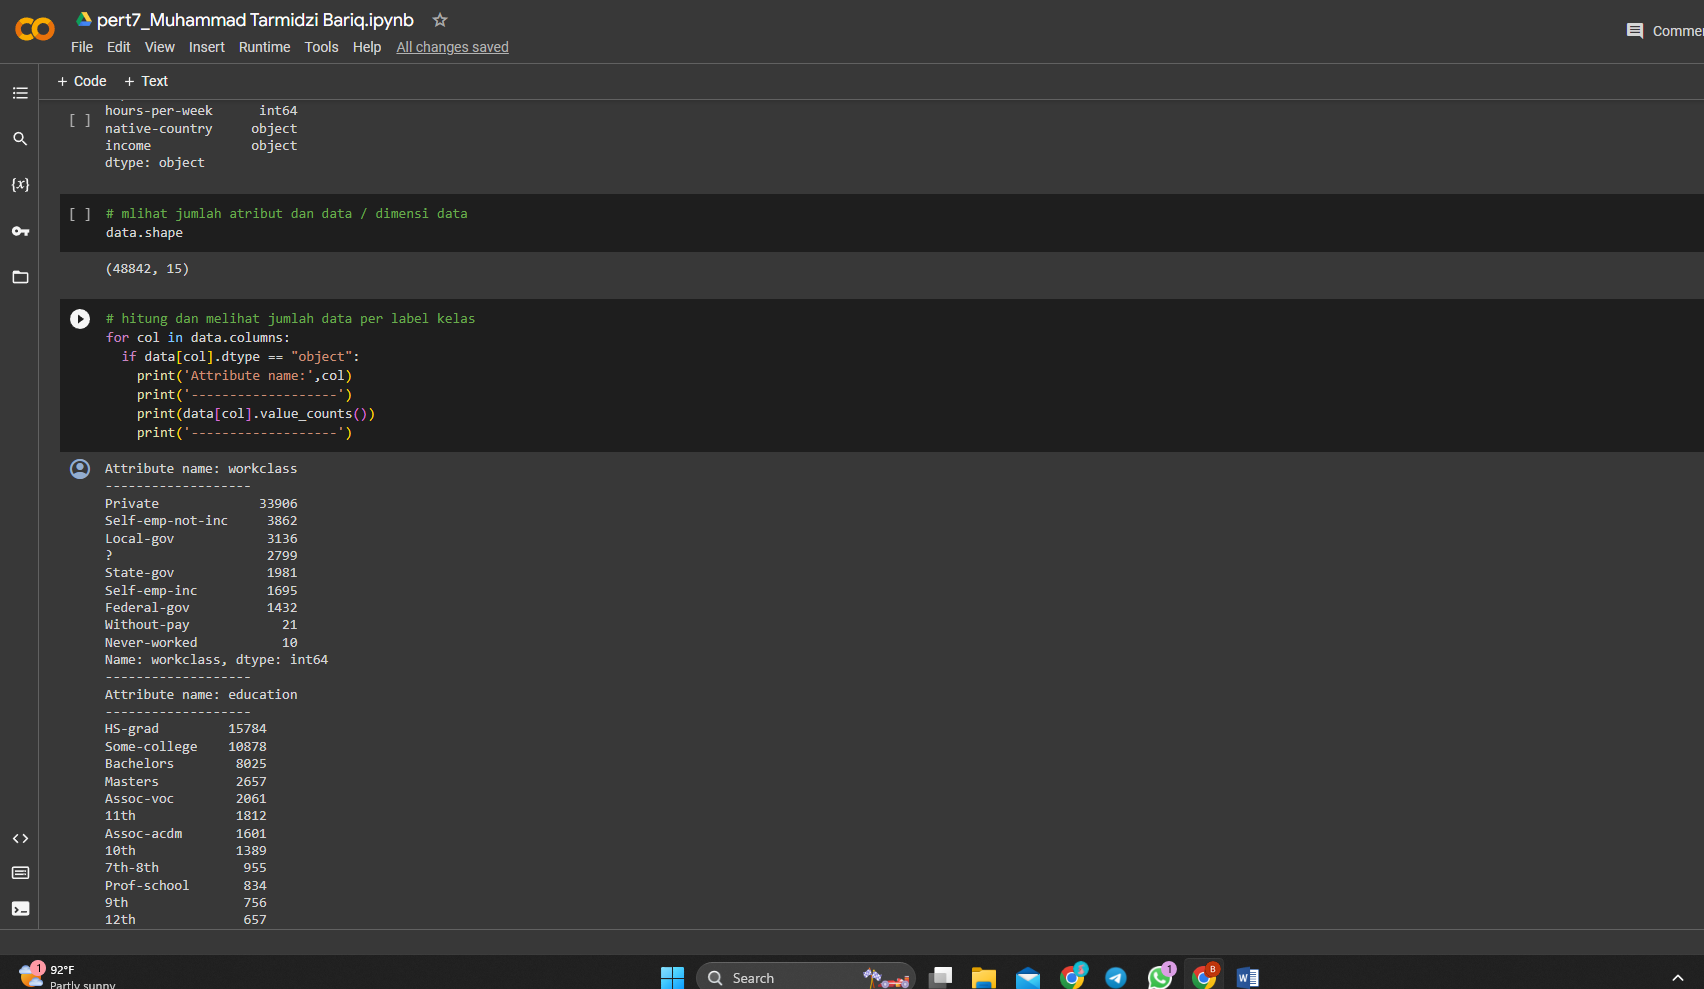 pert7_Muhammad Tarmidzi Bariq.ipynb
File Edit View Insert Runtime Tools Help All changes saved
+ Code + Text
hours-per-week int64
[ ] native-country object
income object
dtype: object
[ ] # mlihat jumlah atribut dan data / dimensi data
data.shape
(48842, 15)
# hitung dan melihat jumlah data per label kelas
for col in data.columns:
if data[col].dtype == "object":
print('Attribute name:',col)
print('-------------------')
print(data[col].value_counts())
print('-------------------')
Attribute name: workclass
-------------------
Private 33906
Self-emp-not-inc 3862
Local-gov 3136
? 2799
State-gov 1981
Self-emp-inc 1695
Federal-gov 1432
Without-pay 21
Never-worked 10
Name: workclass, dtype: int64
-------------------
Attribute name: education
-------------------
HS-grad 15784
Some-college 10878
Bachelors 8025
Masters 2657
Assoc-voc 2061
11th 1812
Assoc-acdm 1601
10th 1389
7th-8th 955
Prof-school 834
9th 756
12th 657
{x}
1
92°F
Partly sunny
Search
1
B
W